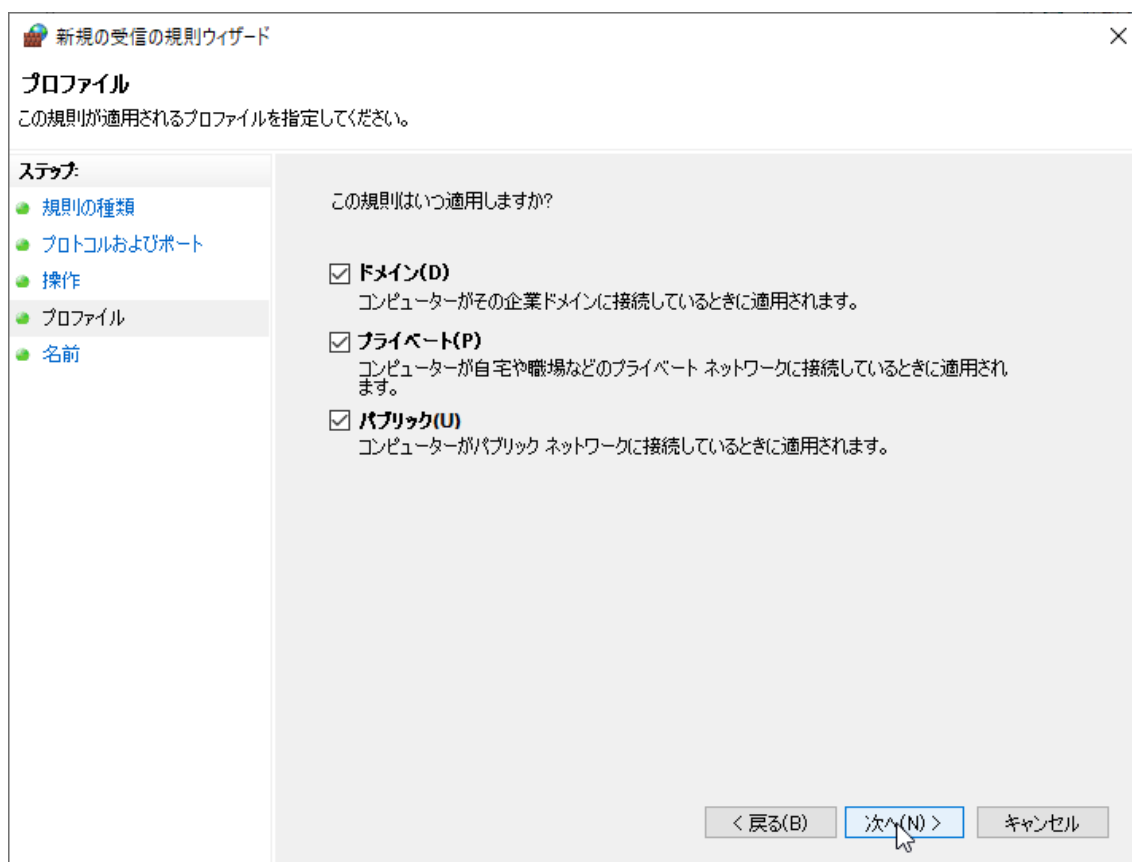 新規の受信の規則ウィザード
プロファイル
この規則が適用されるプロファイルを指定してください。
ステップ:
規則の種類
プロトコルおよびポート
操作
プロファイル
名前
この規則はいつ適用しますか?
ドメイン(D)
コンピューターがその企業ドメインに接続しているときに適用されます。
プライベート(P)
コンピューターが自宅や職場などのプライベート ネットワークに接続しているときに適用され
ます。
パブリック(U)
コンピューターがパブリック ネットワークに接続しているときに適用されます。
< 戻る(B)
次へ(N) >
キャンセル